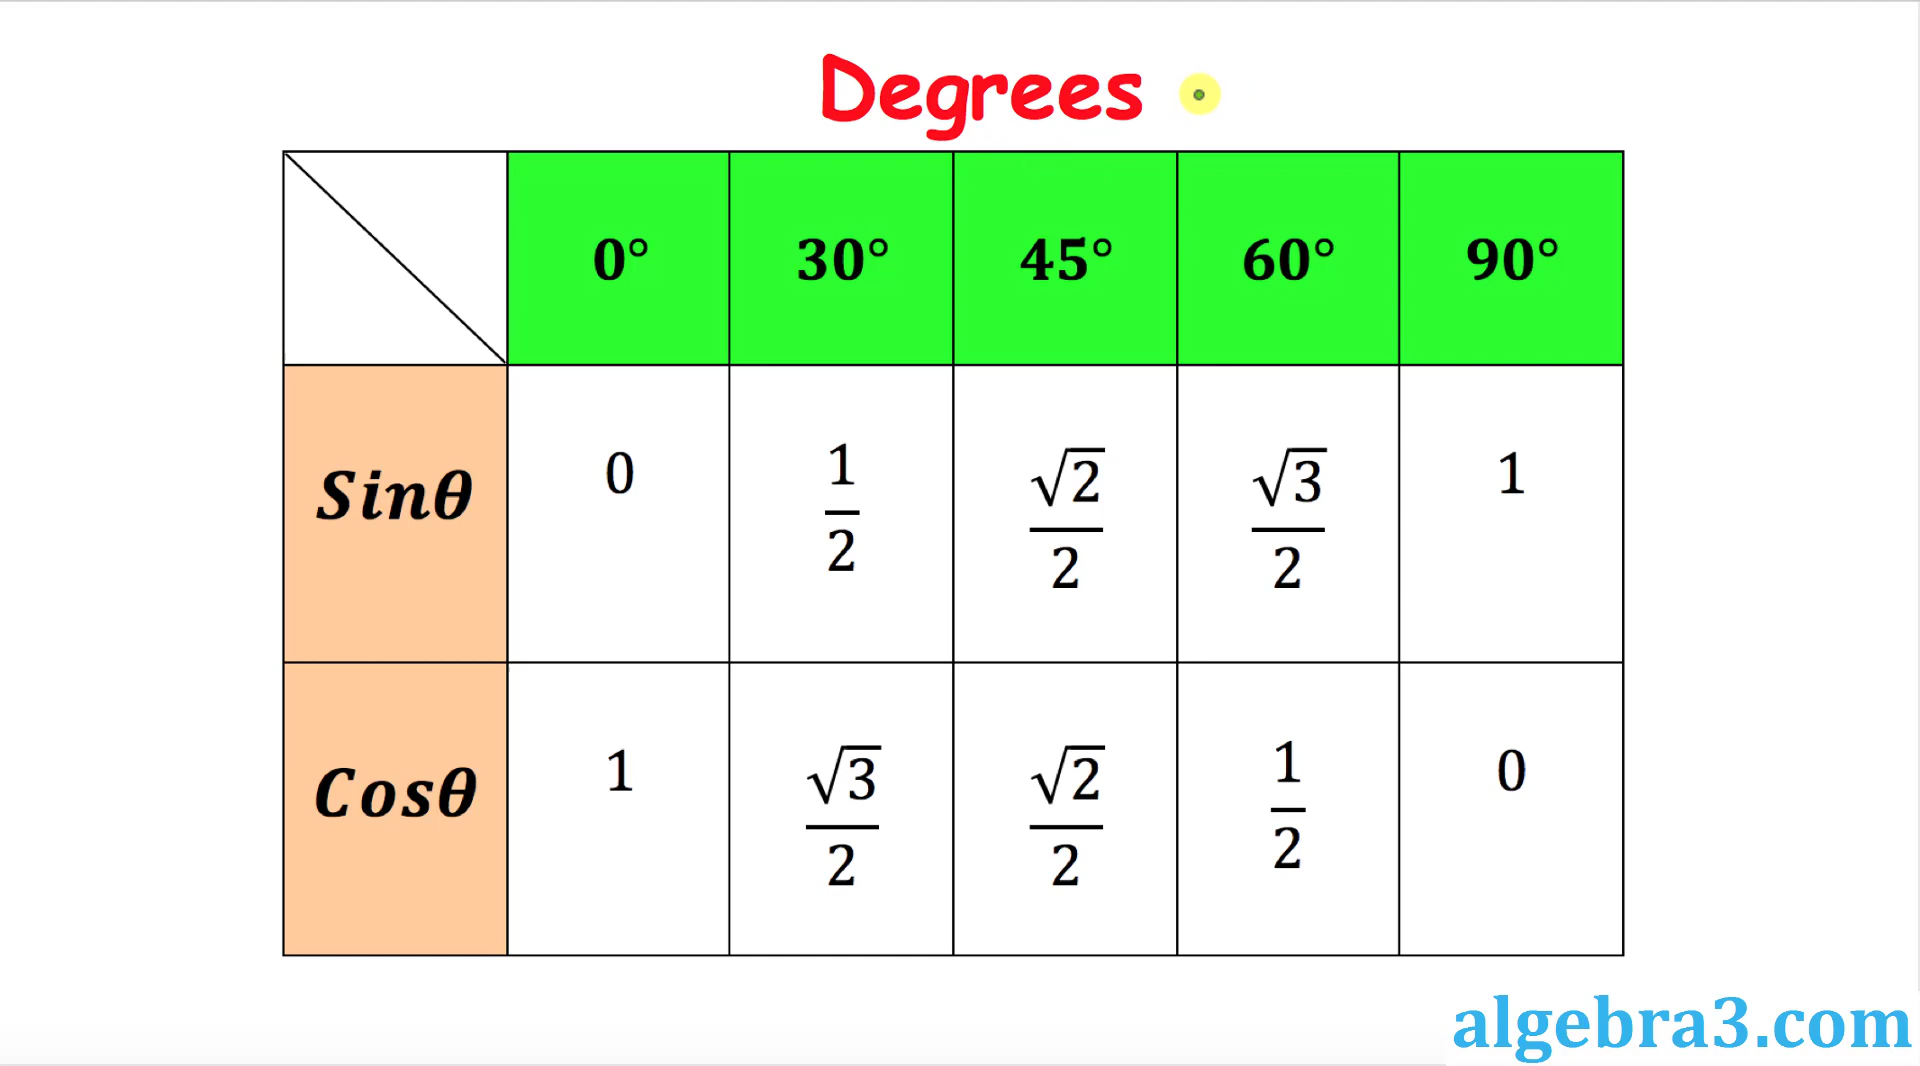 Degrees
0° 30° 45° 60° 90°
Sinθ 0 1/2 √2/2 √3/2 1
Cosθ 1 √3/2 √2/2 1/2 0
algebra3.com